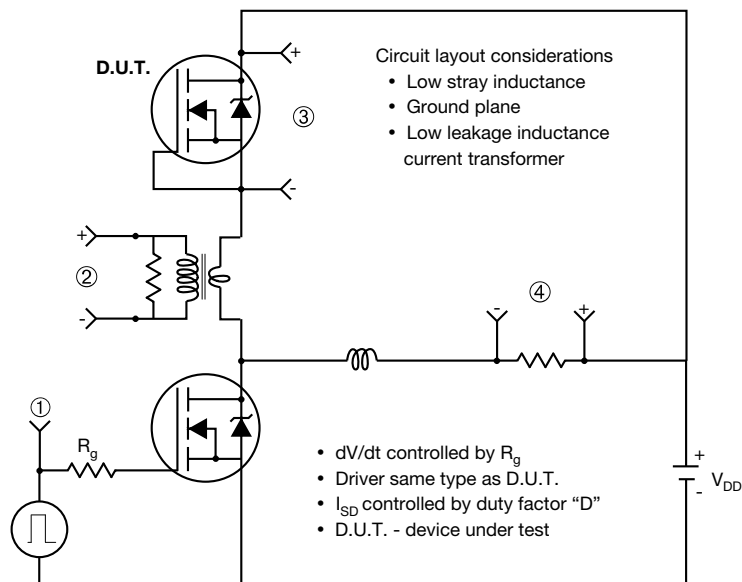 D.U.T.
+
Circuit layout considerations
• Low stray inductance
• Ground plane
• Low leakage inductance
current transformer
③
-
+
②
-
④
-
+
①
R_g
• dV/dt controlled by R_g
• Driver same type as D.U.T.
• I_SD controlled by duty factor “D”
• D.U.T. - device under test
+
V_DD
-